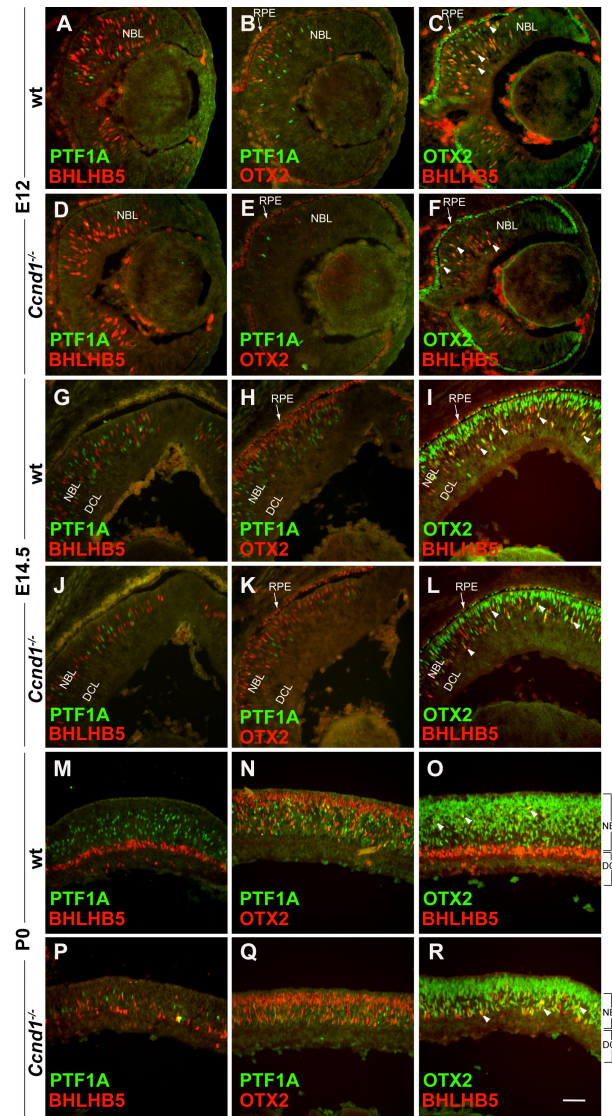 A
NBL
PTF1A
BHLHB5
B
RPE
NBL
PTF1A
OTX2
C
RPE
NBL
OTX2
BHLHB5
wt
D
NBL
PTF1A
BHLHB5
E
RPE
NBL
PTF1A
OTX2
F
RPE
NBL
OTX2
BHLHB5
Ccnd1-/-
E12
G
NBL
DCL
PTF1A
BHLHB5
H
RPE
NBL
DCL
PTF1A
OTX2
I
RPE
NBL
DCL
OTX2
BHLHB5
wt
J
NBL
DCL
PTF1A
BHLHB5
K
RPE
NBL
DCL
PTF1A
OTX2
L
RPE
NBL
DCL
OTX2
BHLHB5
Ccnd1-/-
E14.5
M
PTF1A
BHLHB5
N
PTF1A
OTX2
O
OTX2
BHLHB5
wt
P
PTF1A
BHLHB5
Q
PTF1A
OTX2
R
OTX2
BHLHB5
Ccnd1-/-
P0